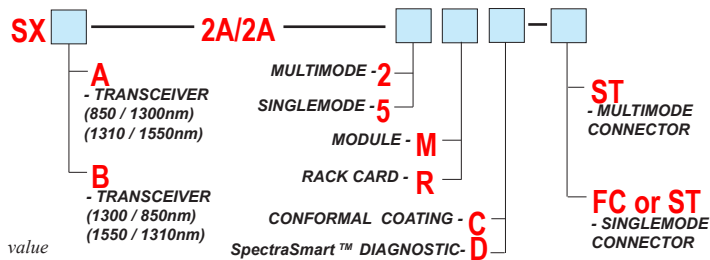 SX 2A/2A
A
- TRANSCEIVER
(850 / 1300nm)
(1310 / 1550nm)
B
- TRANSCEIVER
(1300 / 850nm)
(1550 / 1310nm)
MULTIMODE - 2
SINGLEMODE - 5
MODULE - M
RACK CARD - R
CONFORMAL COATING - C
SpectraSmart ™ DIAGNOSTIC- D
ST
- MULTIMODE
CONNECTOR
FC or ST
- SINGLEMODE
CONNECTOR
value